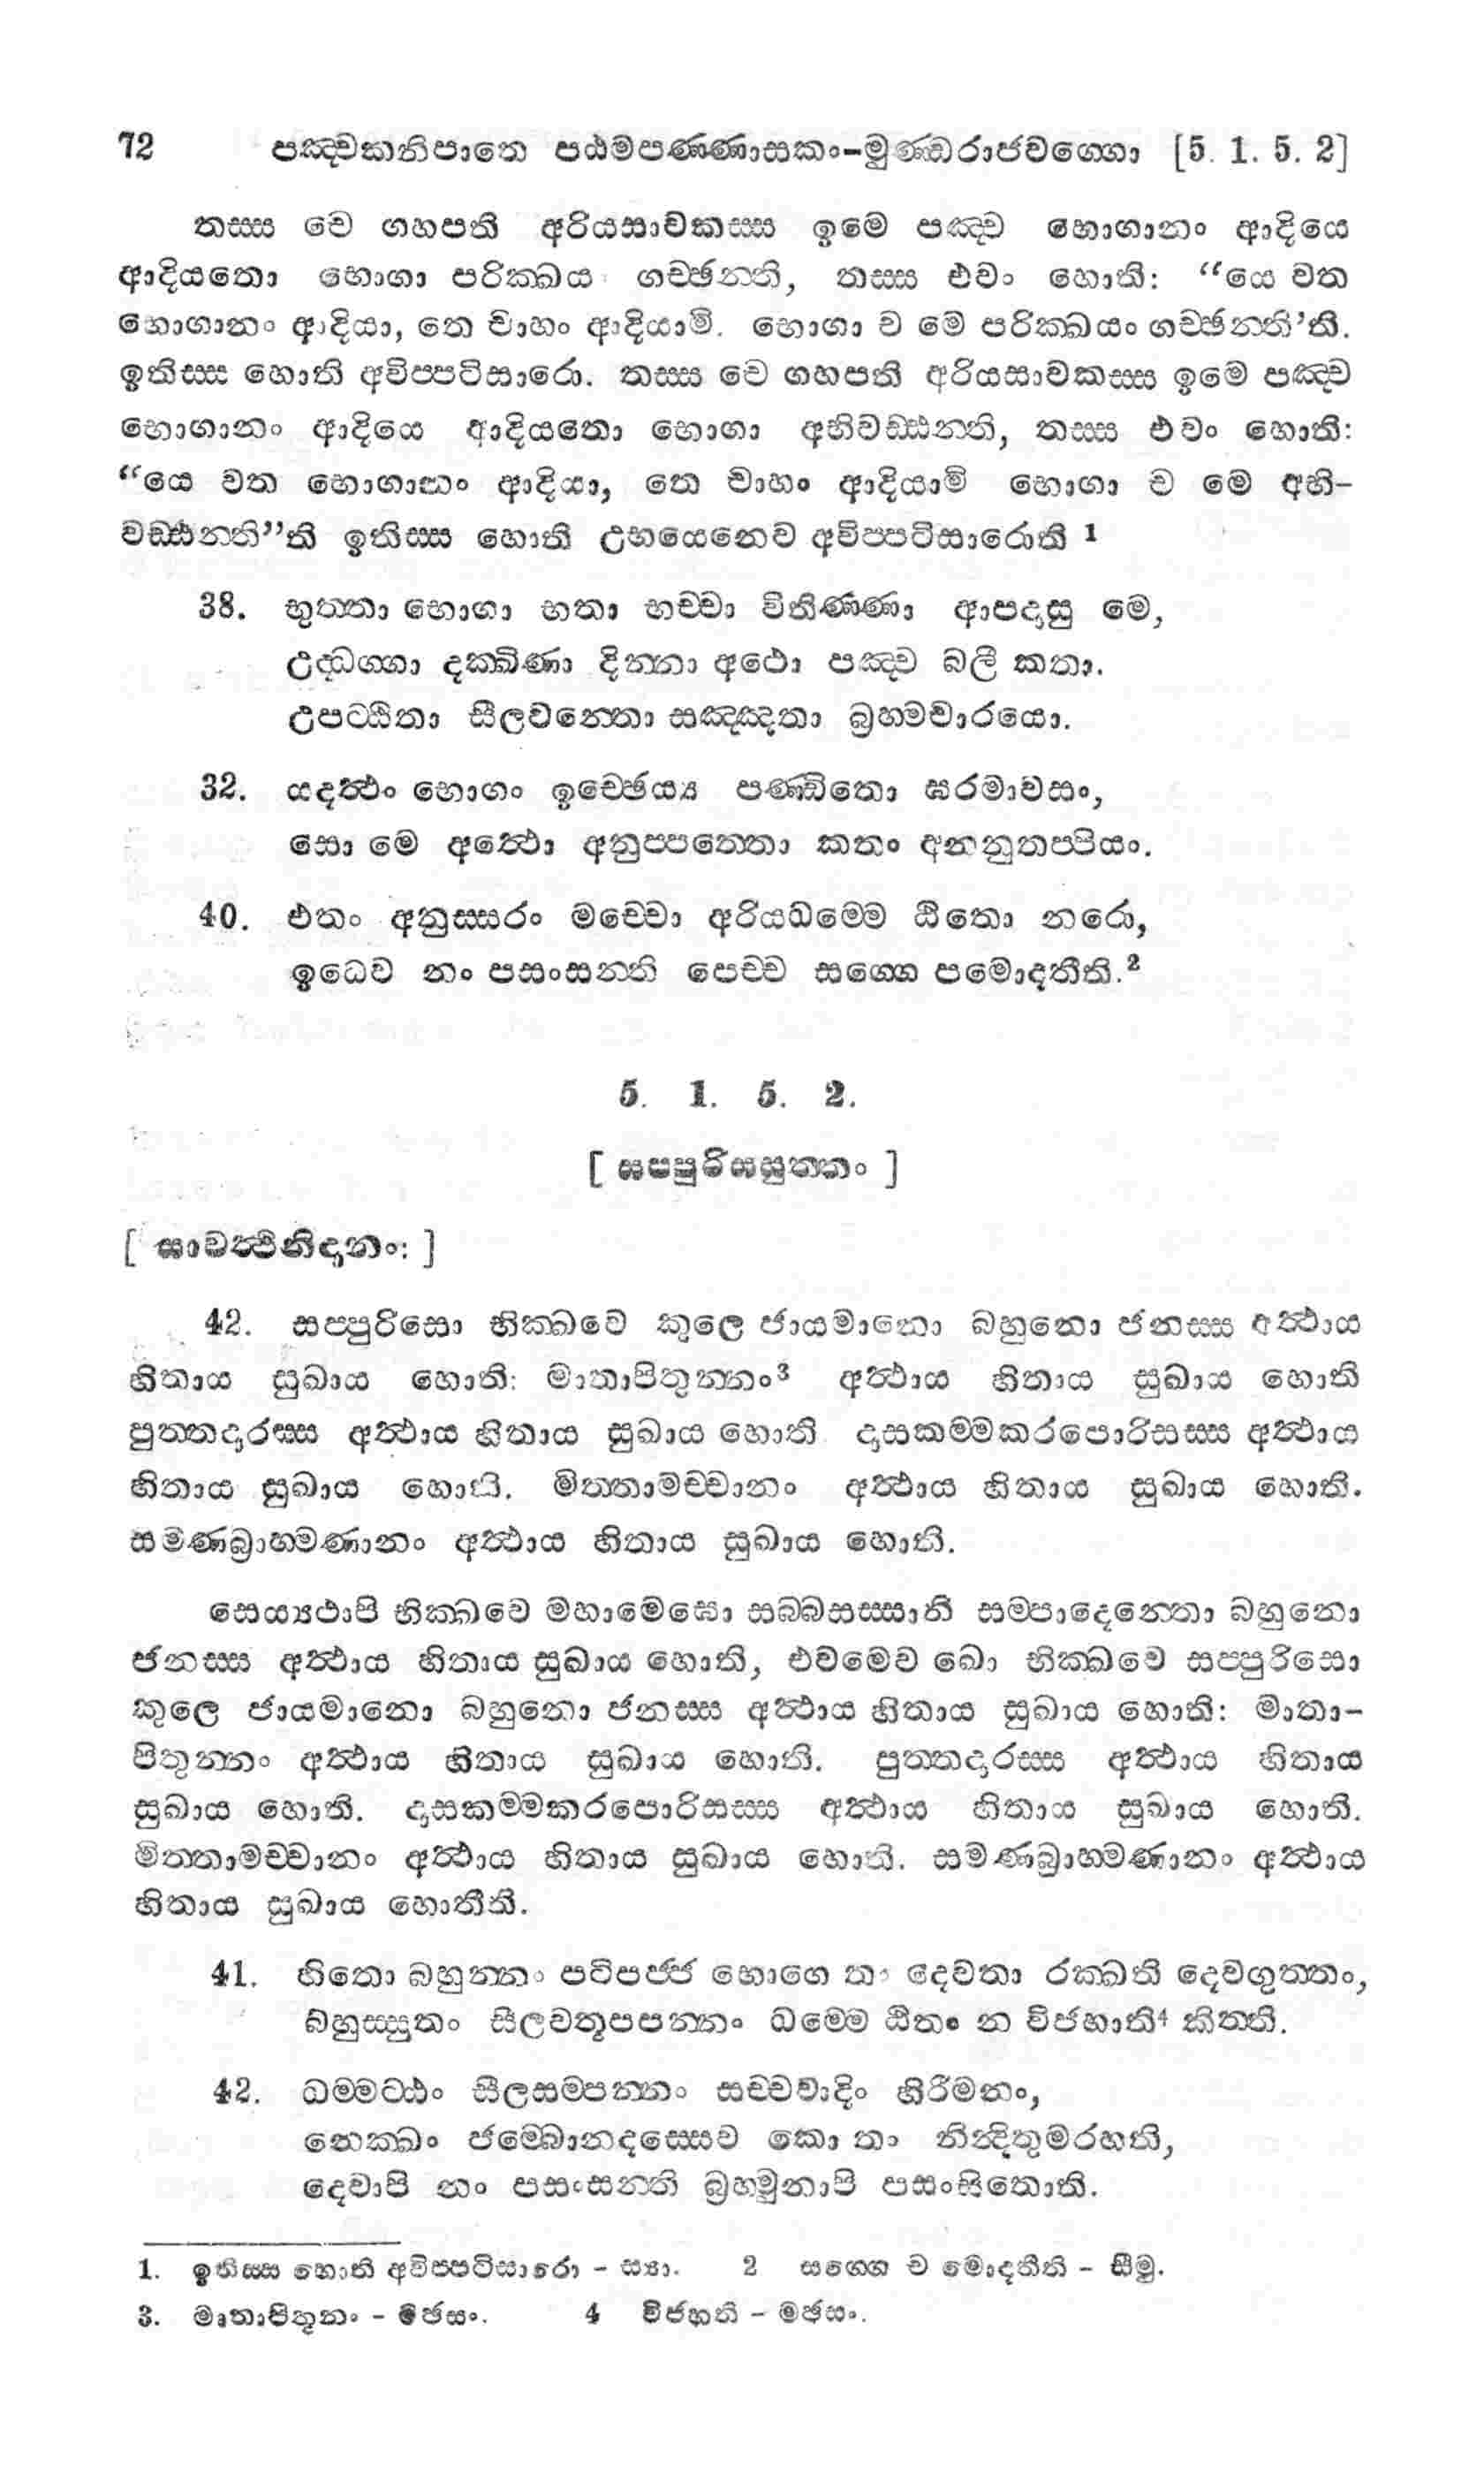 72 පඤ්චකනිපාතෙ පඨමපණ්ණාසකං-මුණ්ඩරාජවග්ගො [5. 1. 5. 2]
තස්ස චෙ ගහපති අරියසාවකස්ස ඉමෙ පඤ්ච භොගානං ආදියෙ
ආදියතො භොගා පරික්ඛය ගච්ඡන්ති, තස්ස එවං හොති: “යෙ වත
භොගානං ආදියා, තෙ චාහං ආදියාමි. භොගා ච මෙ පරික්ඛයං ගච්ඡන්ති’ති.
ඉතිස්ස හොති අවිප්පටිසාරො. තස්ස චෙ ගහපති අරියසාවකස්ස ඉමෙ පඤ්ච
භොගානං ආදියෙ ආදියතො භොගා අභිවඩ්ඪන්ති, තස්ස එවං හොති:
“යෙ වත භොගානං ආදියා, තෙ චාහං ආදියාමි භොගා ච මෙ අභි-
වඩ්ඪන්ති”ති ඉතිස්ස හොති උභයෙනෙව අවිප්පටිසාරොති 1
38. භුත්තා භොගා භතා භච්චා විතිණ්ණා ආපදාසු මෙ,
උද්ධග්ගා දක්ඛිණා දින්නා අථො පඤ්ච බලී කතා.
උපට්ඨිතා සීලවන්තො සඤ්ඤතා බ්‍රහ්මචාරයො.
32. යදත්ථං භොගං ඉච්ඡෙය්‍ය පණ්ඩිතො ඝරමාවසං,
සො මෙ අත්ථො අනුප්පත්තො කතං අනනුතප්පියං.
40. එතං අනුස්සරං මච්චො අරියධම්මෙ ඨිතො නරො,
ඉධෙව නං පසංසන්ති පෙච්ච සග්ගෙ පමොදතීති.2
5. 1. 5. 2.
[ සප්පුරිසසුත්තං ]
[ සාවත්ථිනිදානං: ]
42. සප්පුරිසො භික්ඛවෙ කුලෙ ජායමානො බහුනො ජනස්ස අත්ථාය
හිතාය සුඛාය හොති: මාතාපිතුන්නං3 අත්ථාය හිතාය සුඛාය හොති
පුත්තදාරස්ස අත්ථාය හිතාය සුඛාය හොති දාසකම්මකරපොරිසස්ස අත්ථාය
හිතාය සුඛාය හොති. මිත්තාමච්චානං අත්ථාය හිතාය සුඛාය හොති.
සමණබ්‍රාහමණානං අත්ථාය හිතාය සුඛාය හොති.
සෙය්‍යථාපි භික්ඛවෙ මහාමෙඝො සබ්බසස්සානි සම්පාදෙන්තො බහුනො
ජනස්ස අත්ථාය හිතාය සුඛාය හොති, එවමෙව ඛො භික්ඛවෙ සප්පුරිසො
කුලෙ ජායමානො බහුනො ජනස්ස අත්ථාය හිතාය සුඛාය හොති: මාතා-
පිතුන්නං අත්ථාය හිතාය සුඛාය හොති. පුත්තදාරස්ස අත්ථාය හිතාය
සුඛාය හොති. දාසකම්මකරපොරිසස්ස අත්ථාය හිතාය සුඛාය හොති.
මිත්තාමච්චානං අත්ථාය හිතාය සුඛාය හොති. සමණබ්‍රාහමණානං අත්ථාය
හිතාය සුඛාය හොතීති.
41. හිතො බහුන්නං පටිපජ්ජ භොගෙ තං දෙවතා රක්ඛති දෙවගුත්තං,
බහුස්සුතං සීලවතූපපන්නං ධම්මෙ ඨිතං න විජහාති4 කිත්ති.
42. ධම්මට්ඨං සීලසම්පන්නං සච්චවාදිං හිරීමනං,
නෙක්ඛං ජම්බොනදස්සෙව කො තං නින්දිතුමරහති,
දෙවාපි නං පසංසන්ති බ්‍රහමුනාපි පසංසිතොති.
1. ඉතිස්ස හොති අවිප්පටිසාරො - ස්‍යා. 2 සග්ගෙ ච මොදතීති - සීමු.
3. මාතාපිතූනං - මජසං. 4 විජහති - මජසං.